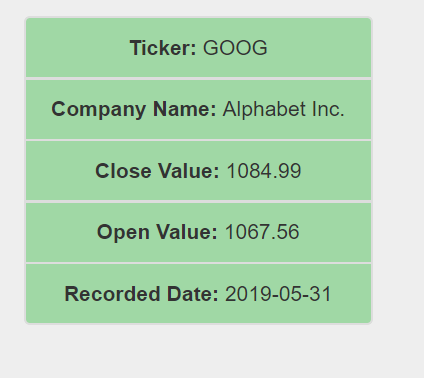 Ticker: GOOG
Company Name: Alphabet Inc.
Close Value: 1084.99
Open Value: 1067.56
Recorded Date: 2019-05-31